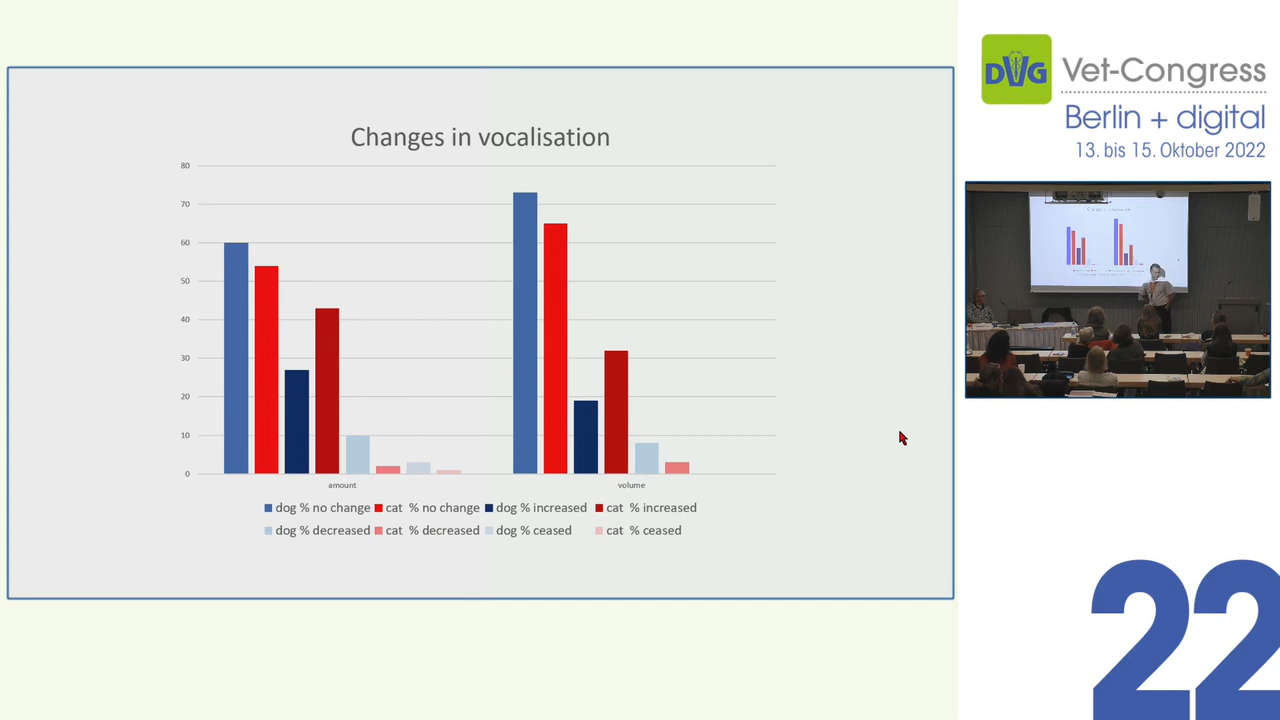 Changes in vocalisation
80
70
60
50
40
30
20
10
0
amount volume
dog % no change cat % no change dog % increased cat % increased
dog % decreased cat % decreased dog % ceased cat % ceased
DVG
Vet-Congress
Berlin + digital
13. bis 15. Oktober 2022
22